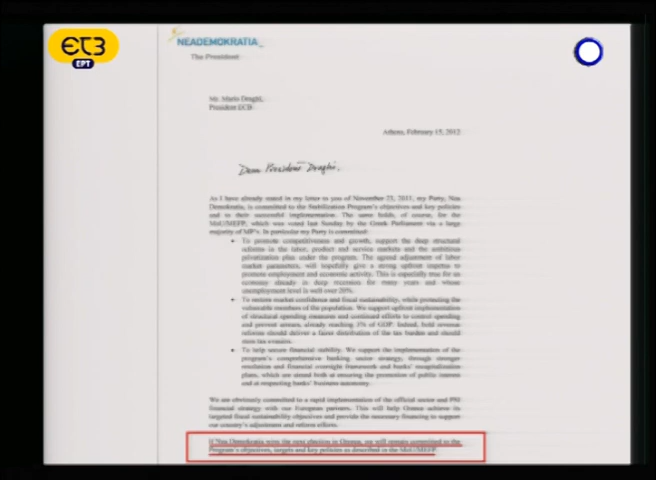 ET3
ΕΡΤ
NEADEMOKRATIA_
The President
Mr. Mario Draghi,
President ECB
Athens, February 15, 2012
Dear President Draghi,
As I have already stated in my letter to you of November 23, 2011, my Party, Nea
Demokratia, is committed to the Stabilization Program's objectives and key policies
and to their successful implementation. The same holds, of course, for the
MoU/MEFP, which was voted last Sunday by the Greek Parliament via a large
majority of MP's. In particular my Party is committed:
• To promote competitiveness and growth, support the deep structural
reforms in the labor, product and service markets and the ambitious
privatization plan under the program. The agreed adjustment of labor
market parameters, will hopefully give a strong upfront impetus to
promote employment and economic activity. This is especially true for an
economy already in deep recession for many years and whose
unemployment level is well over 20%.
• To restore market confidence and fiscal sustainability, while protecting the
vulnerable members of the population. We support upfront implementation
of structural spending measures and continued efforts to control spending
and prevent arrears, already reaching 3% of GDP. Indeed, bold revenue
reforms should deliver a fairer distribution of the tax burden and should
stem tax evasion.
• To help secure financial stability. We support the implementation of the
program's comprehensive banking sector strategy, through stronger
resolution and financial oversight framework and banks' recapitalization
plans, which are aimed both at ensuring the promotion of public interest
and at respecting banks' business autonomy.
We are obviously committed to a rapid implementation of the official sector and PSI
financial strategy with our European partners. This will help Greece achieve its
targeted fiscal sustainability objectives and provide the necessary financing to support
our country's adjustment and reform efforts.
If Nea Demokratia wins the next election in Greece, we will remain committed to the
Program's objectives, targets and key policies as described in the MoU/MEFP.